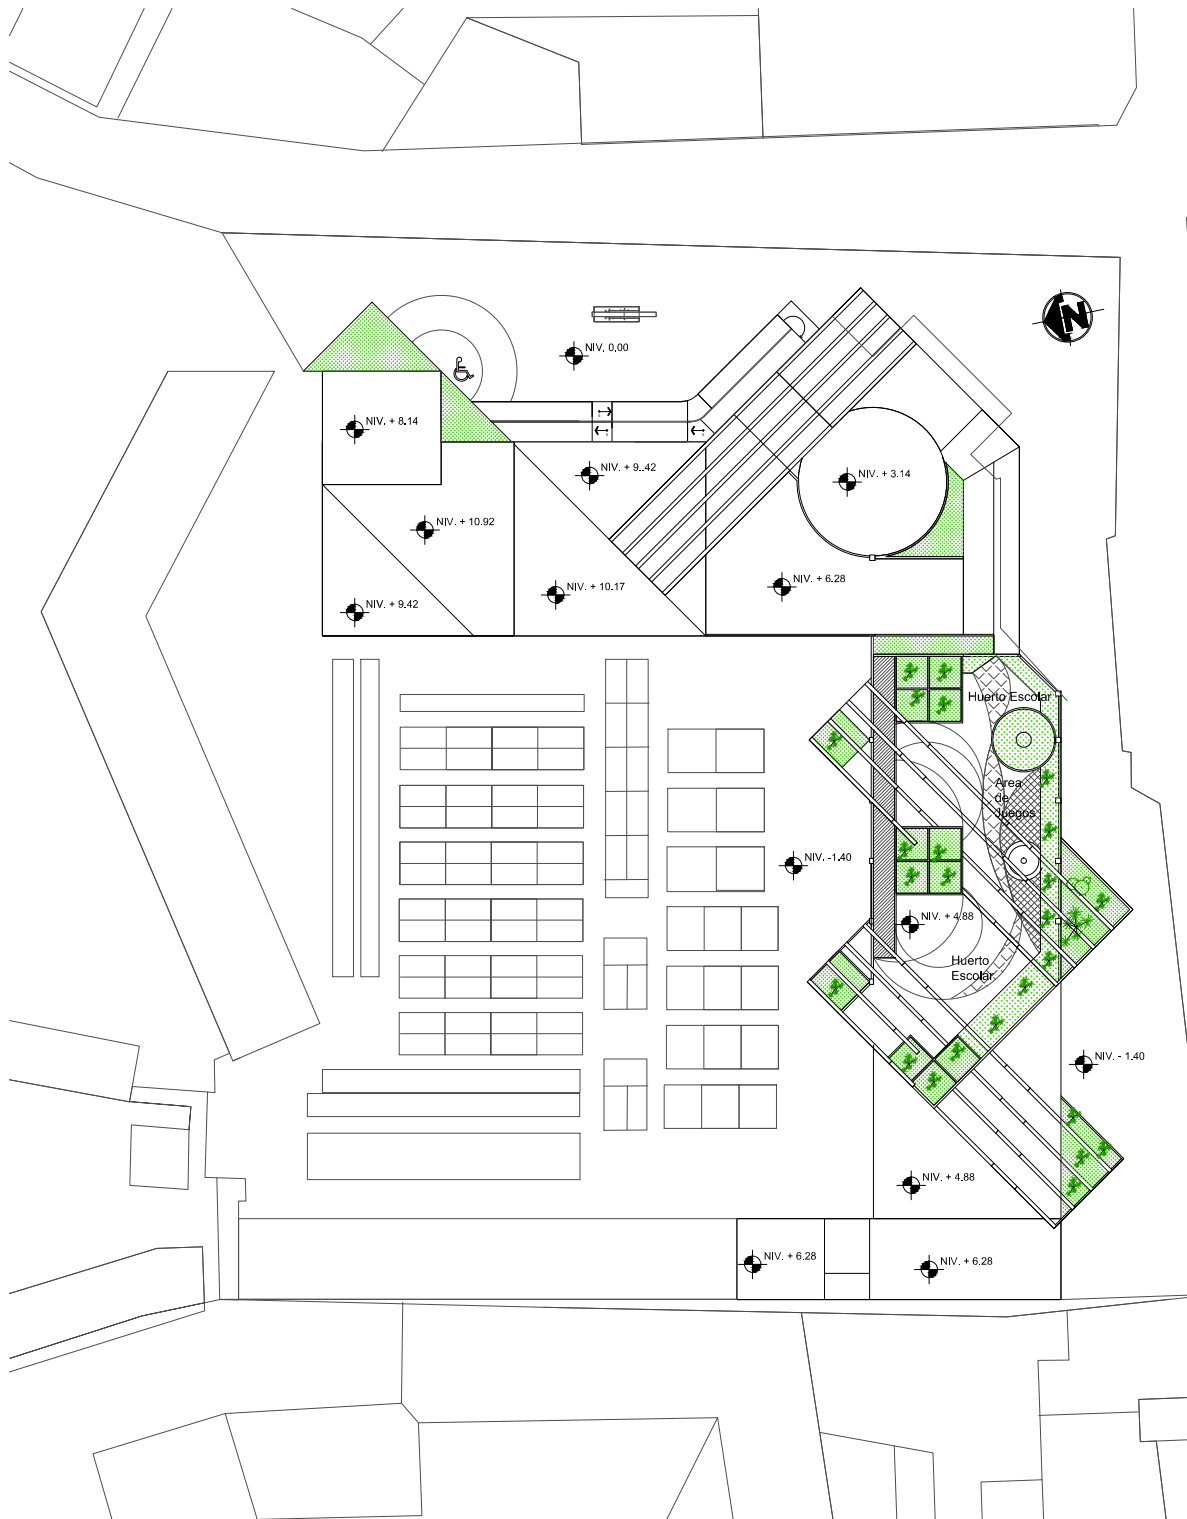 N
NIV. 0,00
NIV. + 8.14
NIV. + 9..42
NIV. + 3.14
NIV. + 10.92
NIV. + 10.17
NIV. + 6.28
NIV. + 9.42
Huerto Escolar
Area
de
Juegos
NIV. -1.40
NIV. + 4.88
Huerto
Escolar
NIV. - 1.40
NIV. + 4.88
NIV. + 6.28
NIV. + 6.28